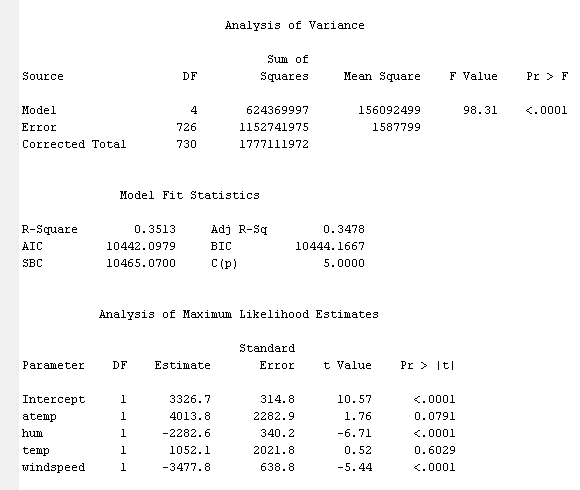 Analysis of Variance
Sum of
Source DF Squares Mean Square F Value Pr > F
Model 4 624369997 156092499 98.31 <.0001
Error 726 1152741975 1587799
Corrected Total 730 1777111972
Model Fit Statistics
R-Square 0.3513 Adj R-Sq 0.3478
AIC 10442.0979 BIC 10444.1667
SBC 10465.0700 C(p) 5.0000
Analysis of Maximum Likelihood Estimates
Standard
Parameter DF Estimate Error t Value Pr > |t|
Intercept 1 3326.7 314.8 10.57 <.0001
atemp 1 4013.8 2282.9 1.76 0.0791
hum 1 -2282.6 340.2 -6.71 <.0001
temp 1 1052.1 2021.8 0.52 0.6029
windspeed 1 -3477.8 638.8 -5.44 <.0001